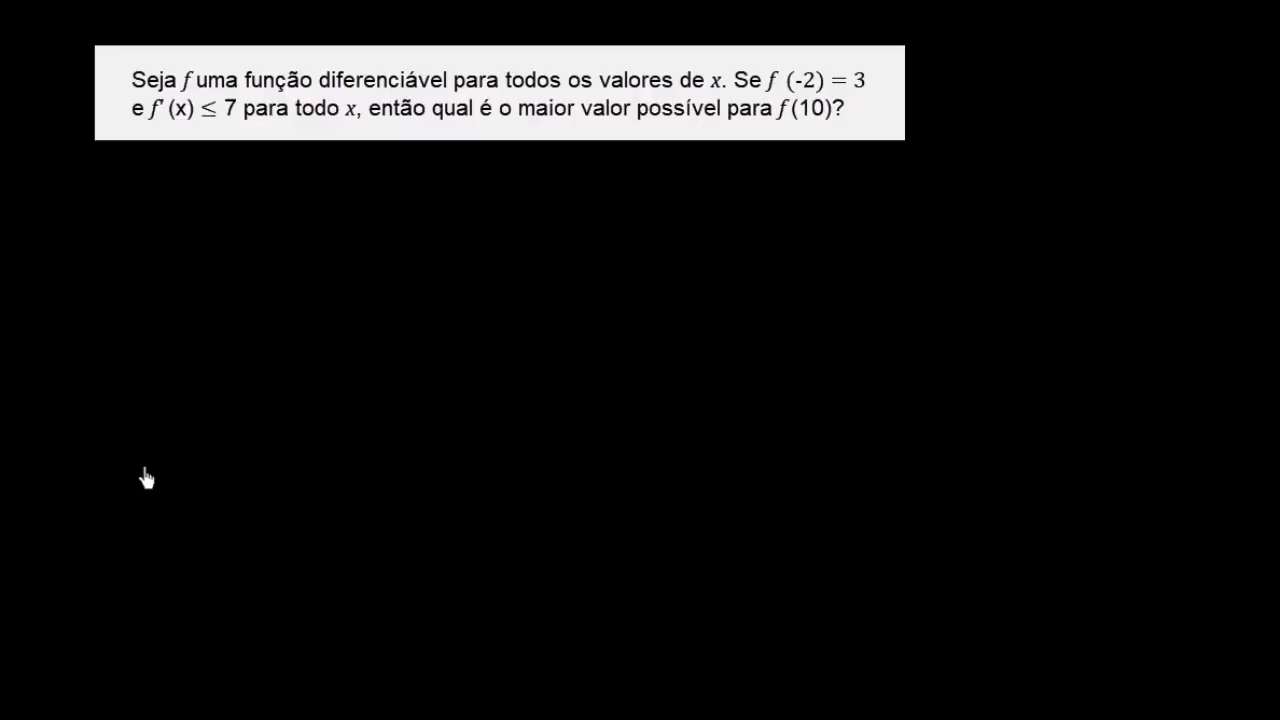 Seja f uma função diferenciável para todos os valores de x. Se f (-2) = 3
e f' (x) ≤ 7 para todo x, então qual é o maior valor possível para f (10)?